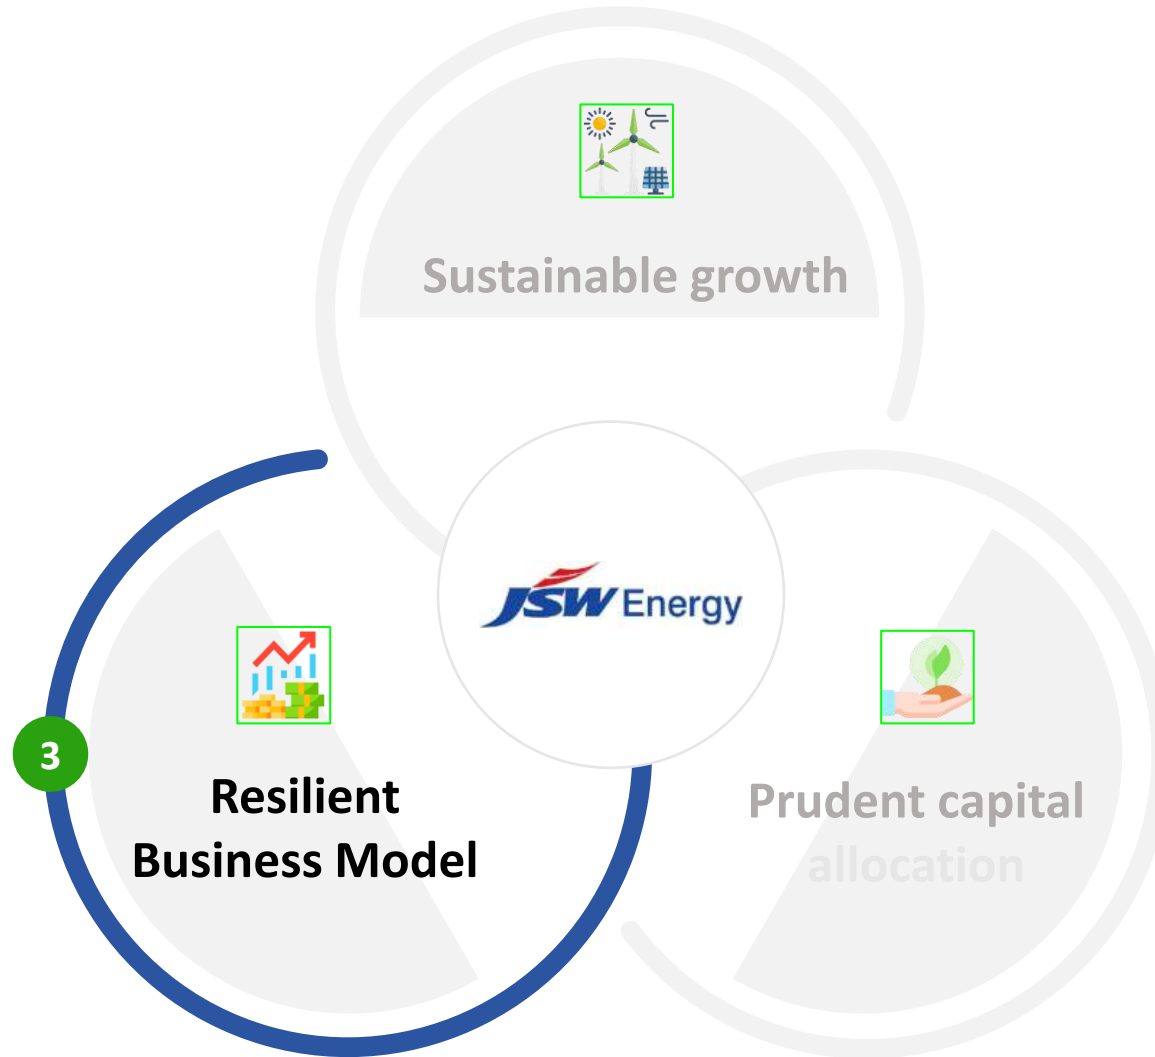 Sustainable growth
JSW Energy
3
Resilient
Business Model
Prudent capital
allocation